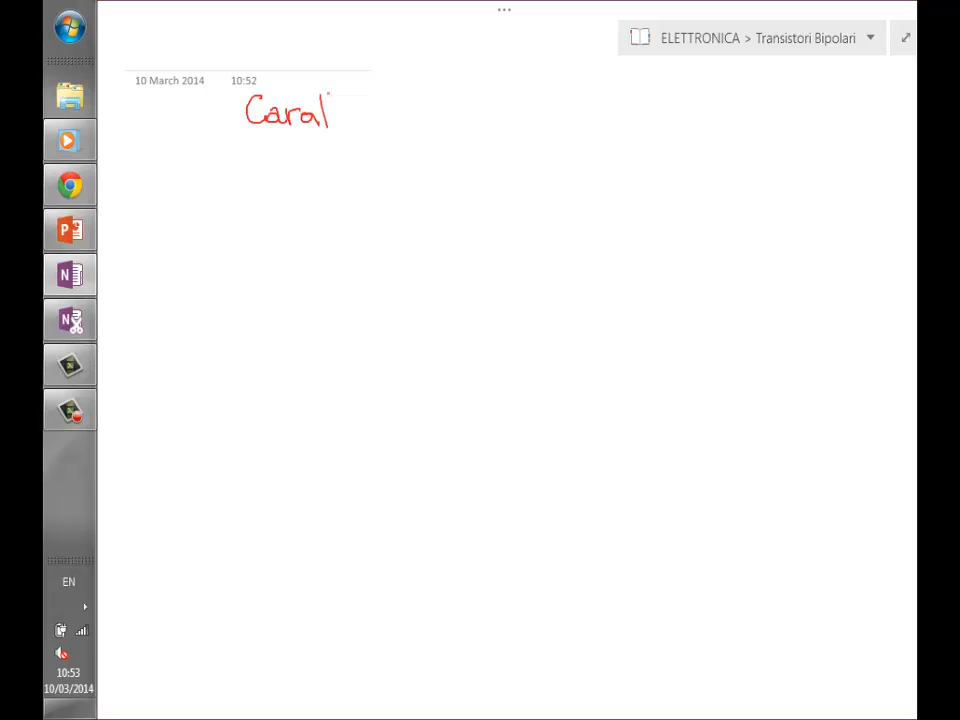 ELETTRONICA > Transistori Bipolari
10 March 2014 10:52
Caral
EN
10:53
10/03/2014